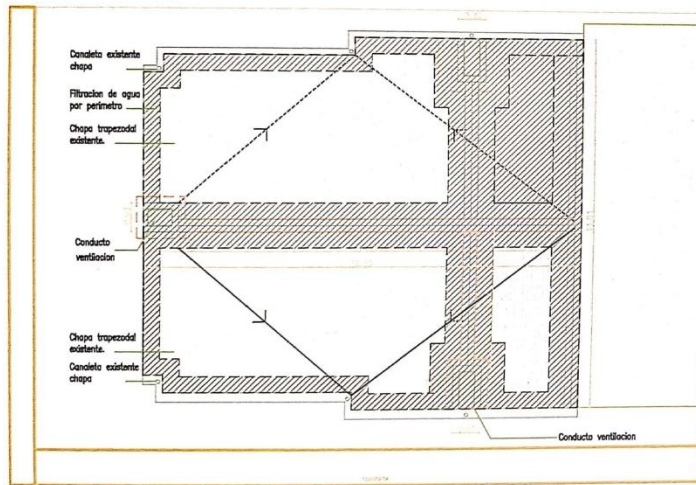 Canaleta existente
chapa
Filtracion de agua
por perimetro
Chapa trapezoidal
existente.
Conducto
ventilacion
Chapa trapezoidal
existente.
Canaleta existente
chapa
Conducto ventilacion